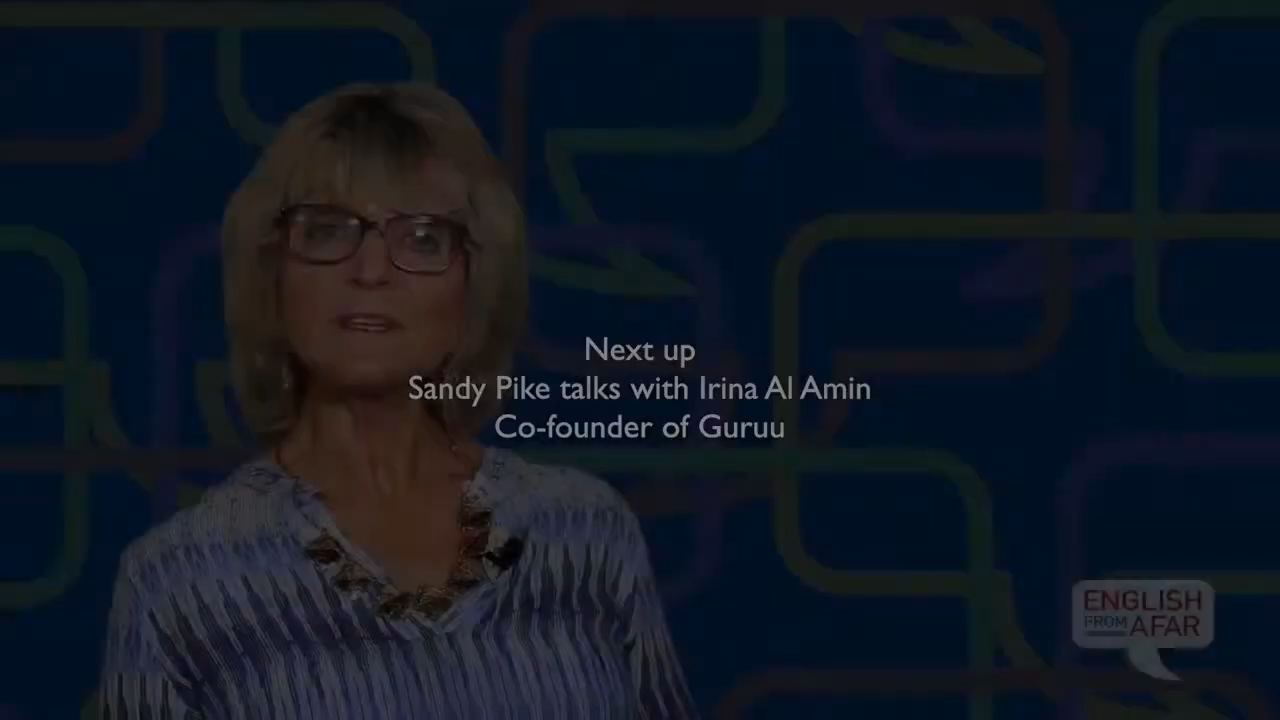 Next up
Sandy Pike talks with Irina Al Amin
Co-founder of Guruu
ENGLISH
FROM AFAR